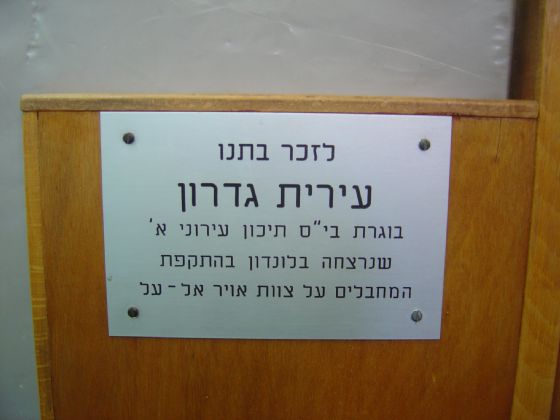 לזכר בתנו
עירית גדרון
בוגרת בי"ס תיכון עירוני א'
שנרצחה בלונדון בהתקפת
המחבלים על צוות אויר אל-על